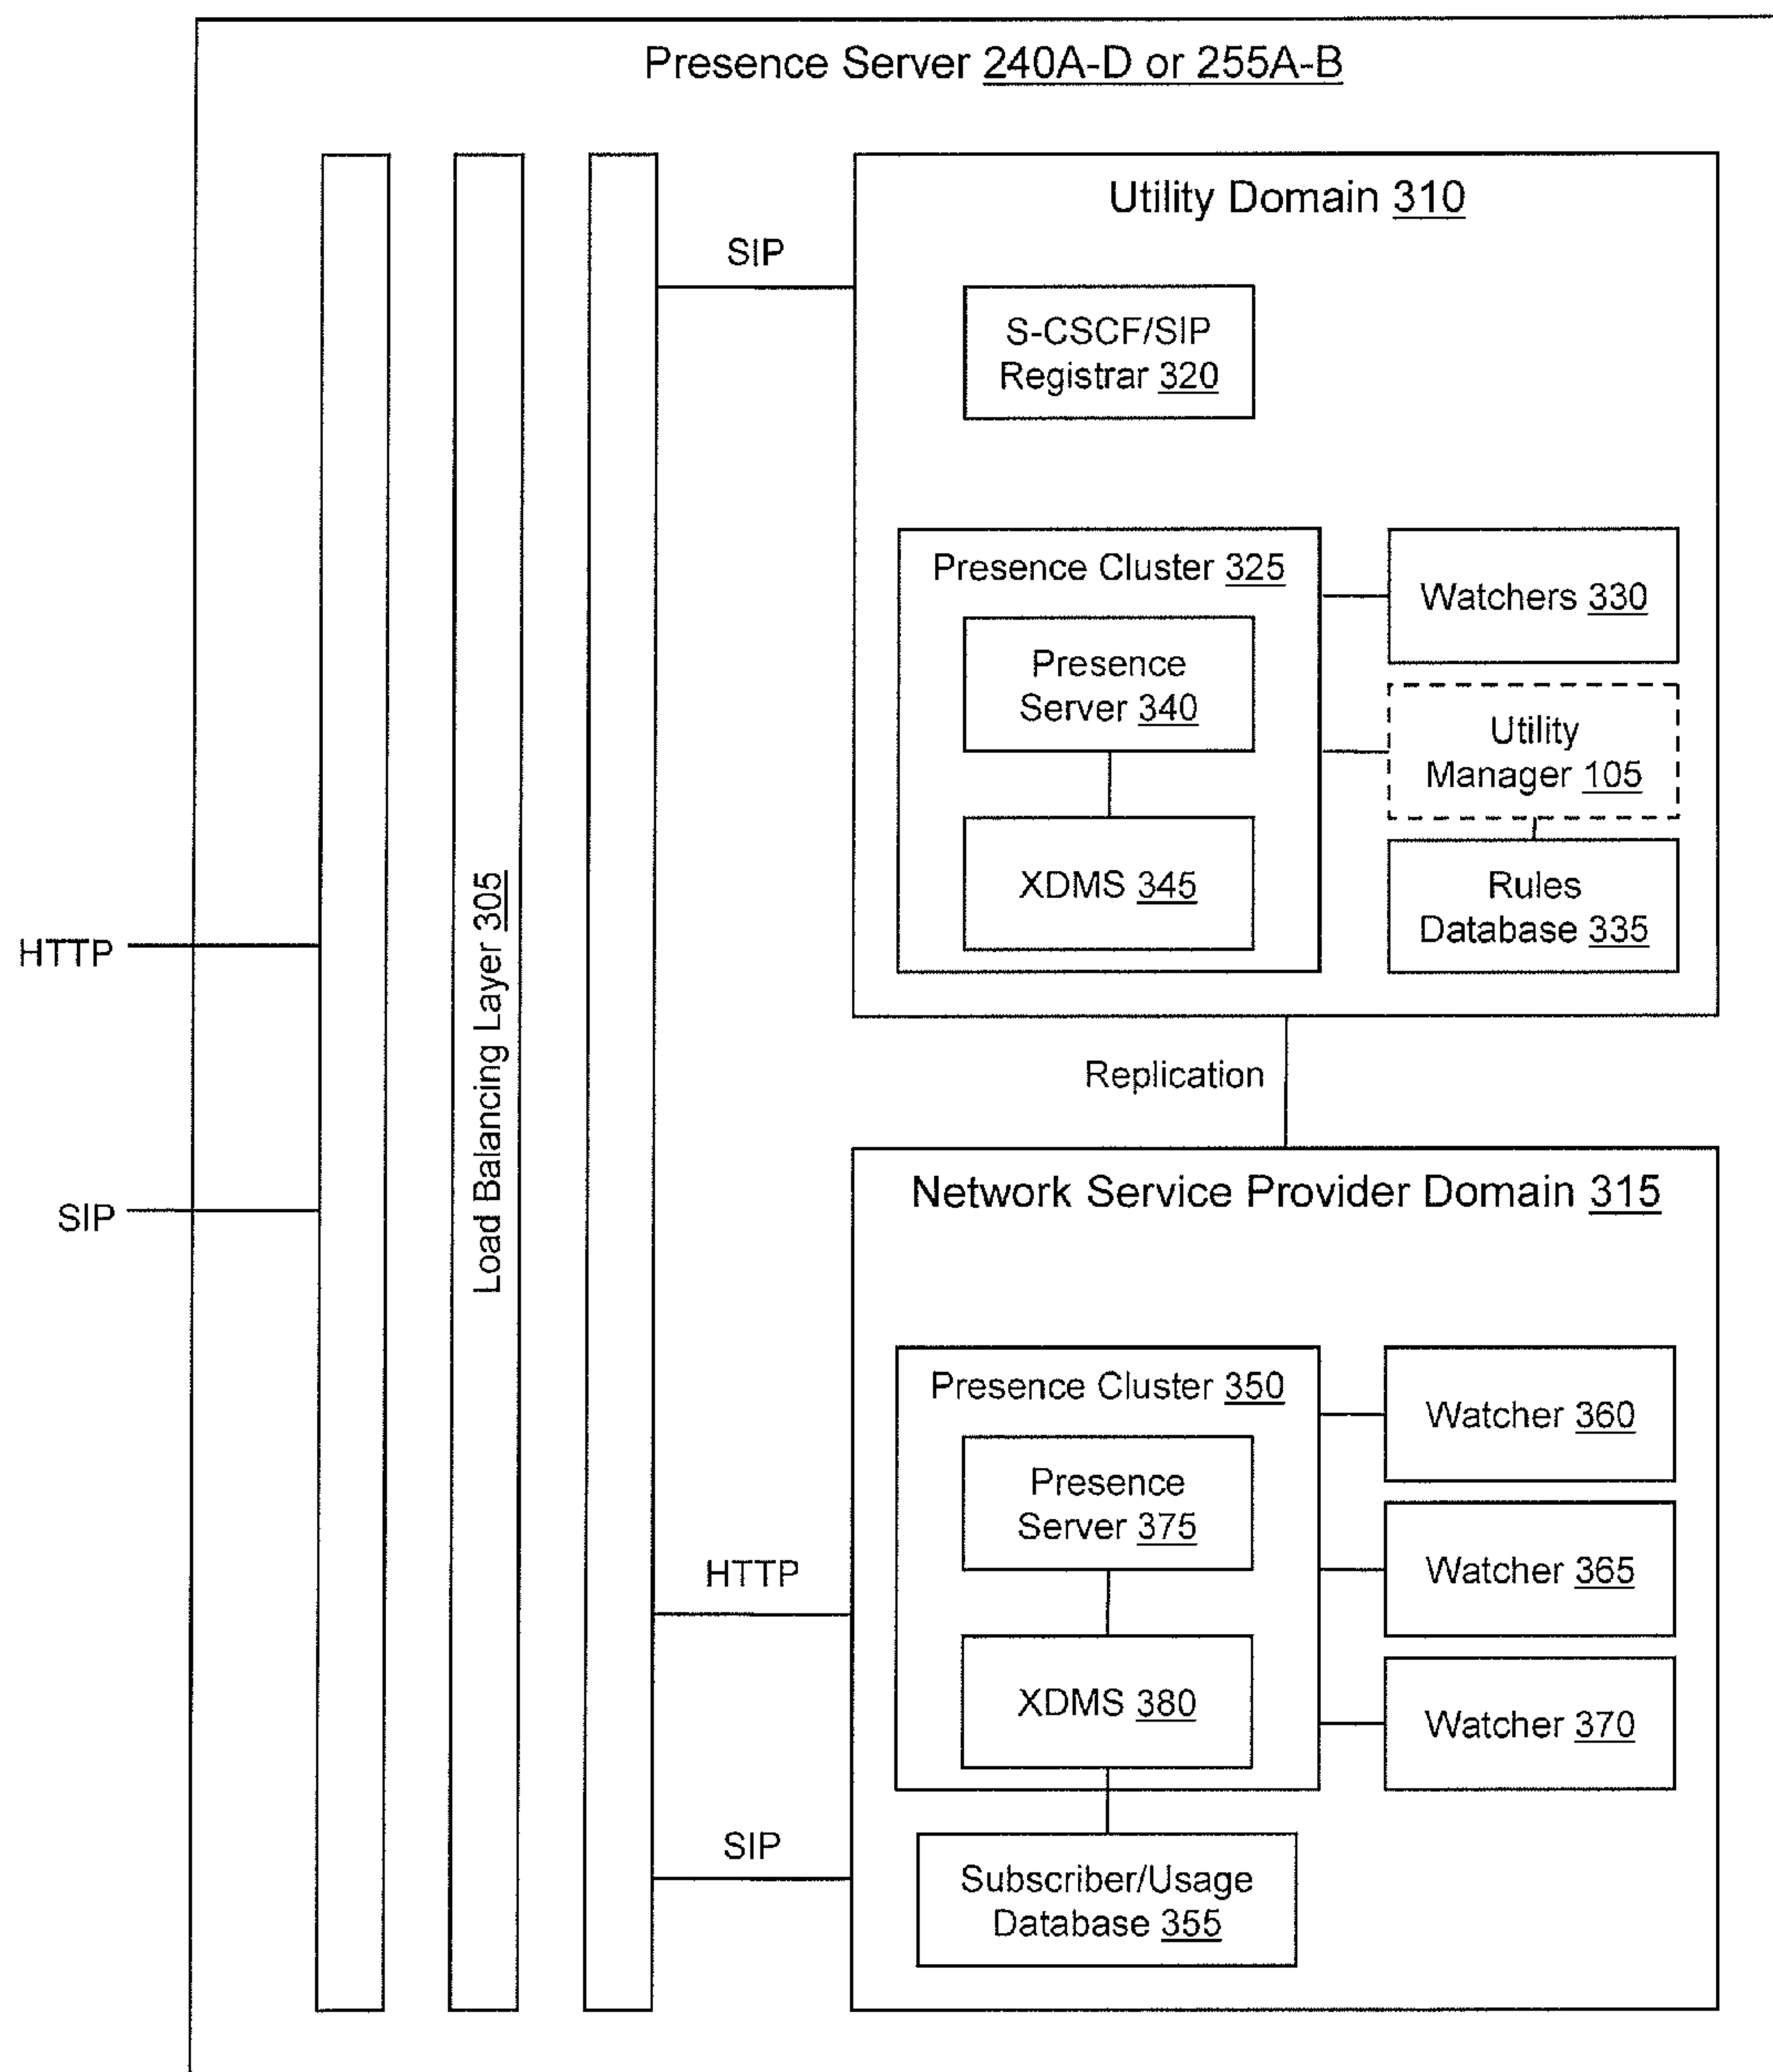 Presence Server 240A-D or 255A-B
Utility Domain 310
SIP
S-CSCF/SIP
Registrar 320
Presence Cluster 325
Watchers 330
Presence
Server 340
Utility
Manager 105
XDMS 345
Rules
Database 335
Load Balancing Layer 305
HTTP
SIP
Replication
Network Service Provider Domain 315
Presence Cluster 350
Watcher 360
Presence
Server 375
HTTP
Watcher 365
XDMS 380
Watcher 370
SIP
Subscriber/Usage
Database 355